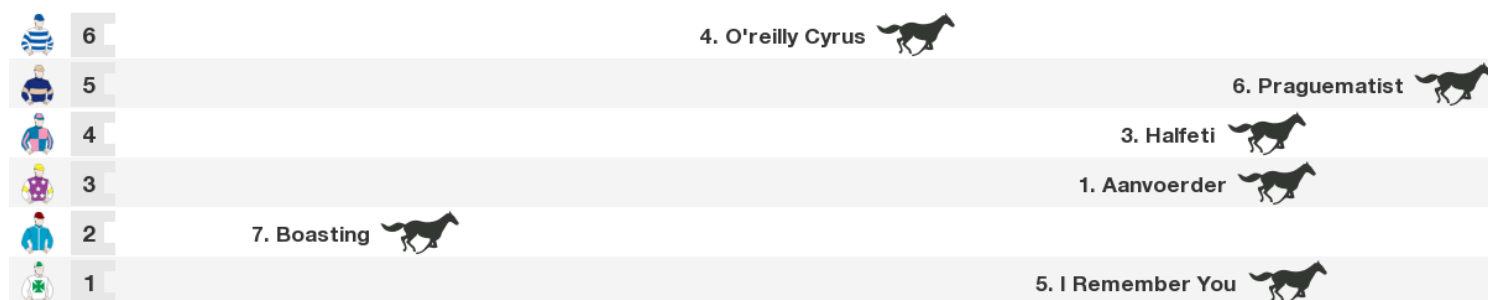 6 4. O'reilly Cyrus
5 6. Praguematist
4 3. Halfeti
3 1. Aanvoerder
2 7. Boasting
1 5. I Remember You